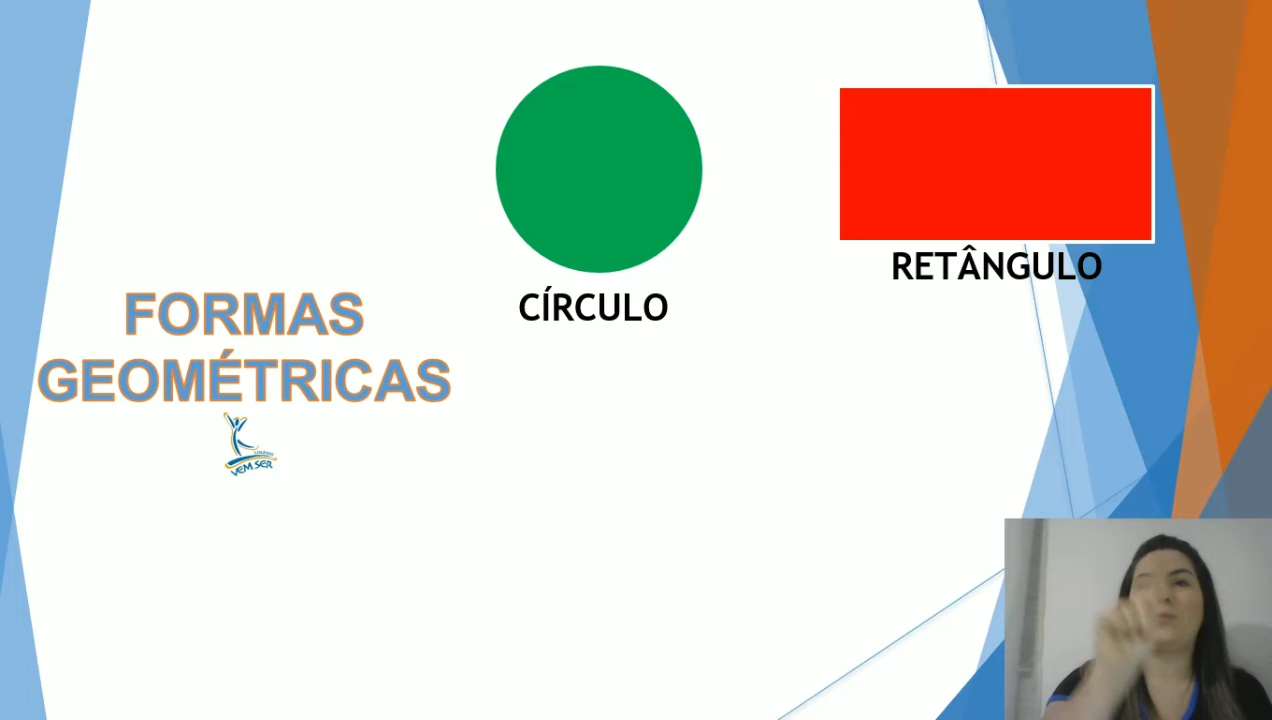 CÍRCULO
RETÂNGULO
FORMAS
GEOMÉTRICAS
VEM SER